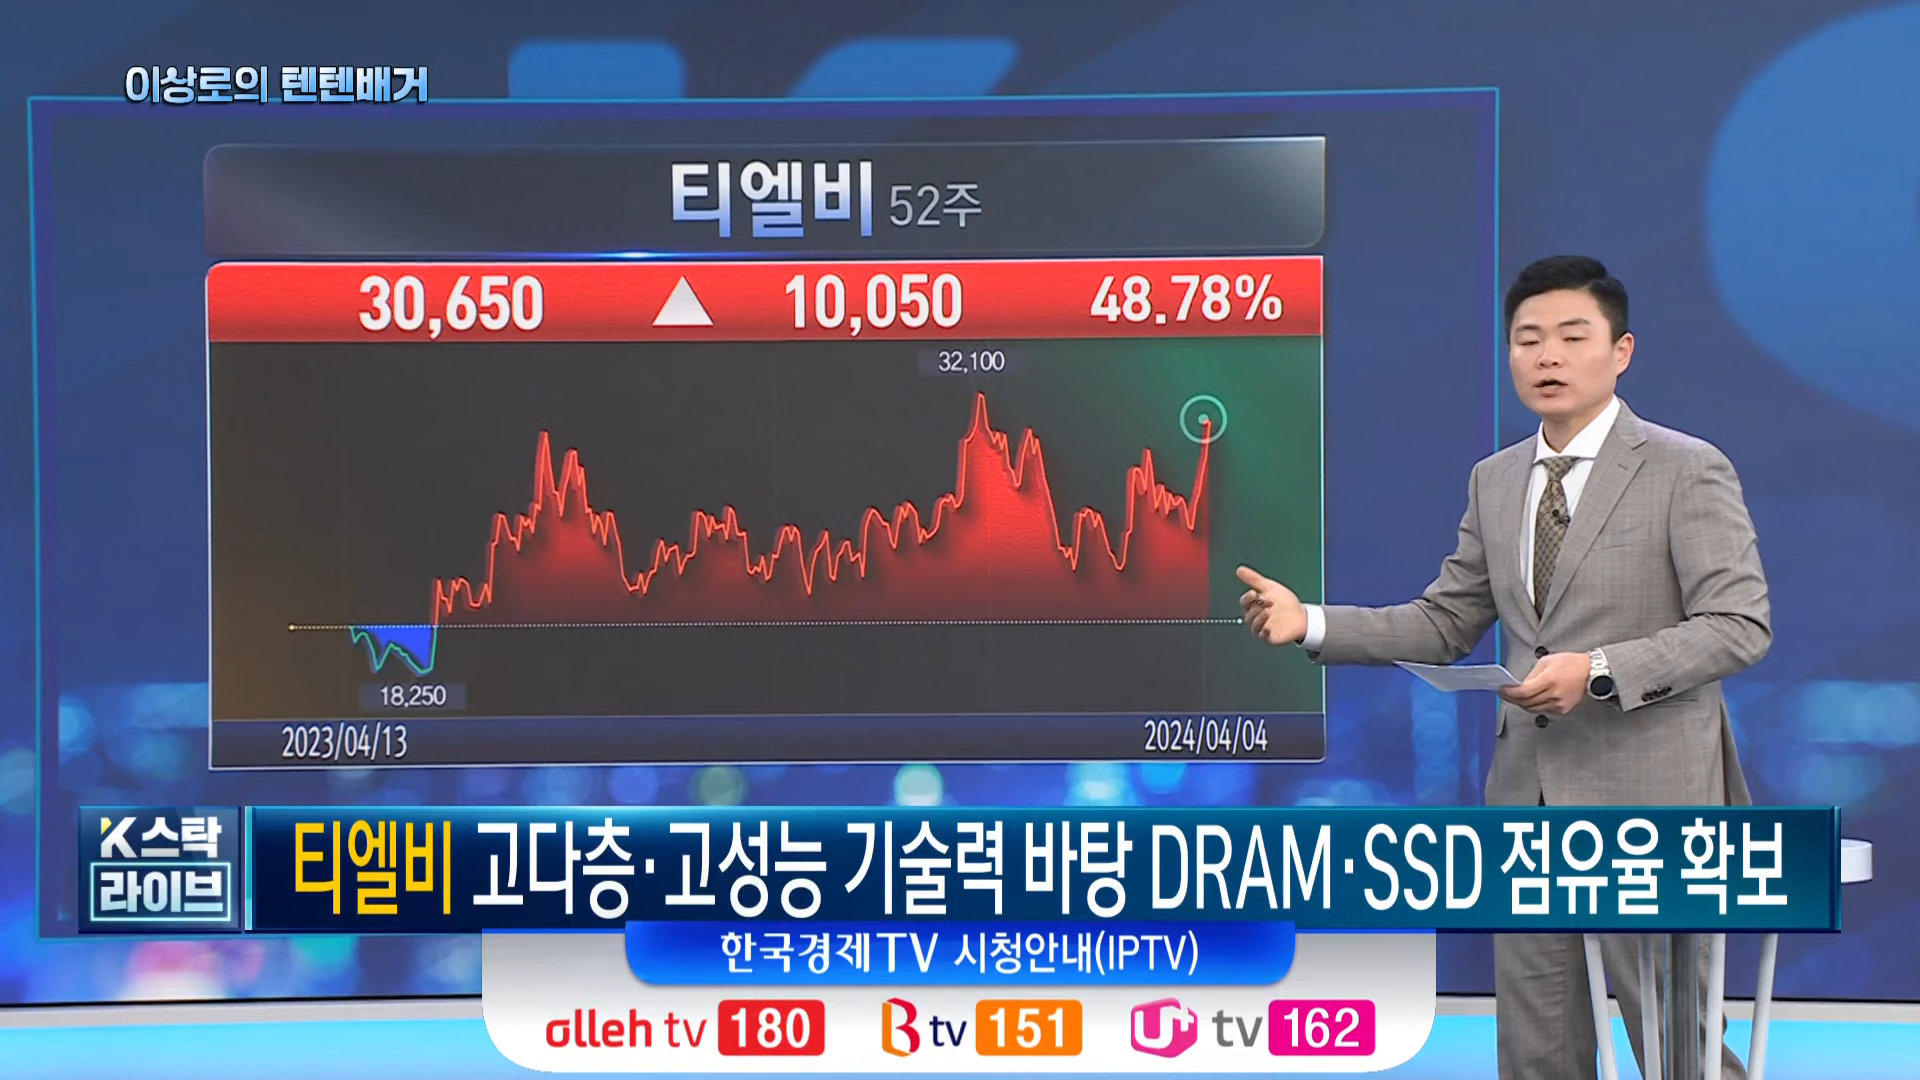 이상로의 텐텐배거
티엘비 52주
30,650 ▲ 10,050 48.78%
32,100
18,250
2023/04/13 2024/04/04
K스탁
라이브
티엘비 고다층·고성능 기술력 바탕 DRAM·SSD 점유율 확보
한국경제TV 시청안내(IPTV)
olleh tv 180 B tv 151 U+ tv 162